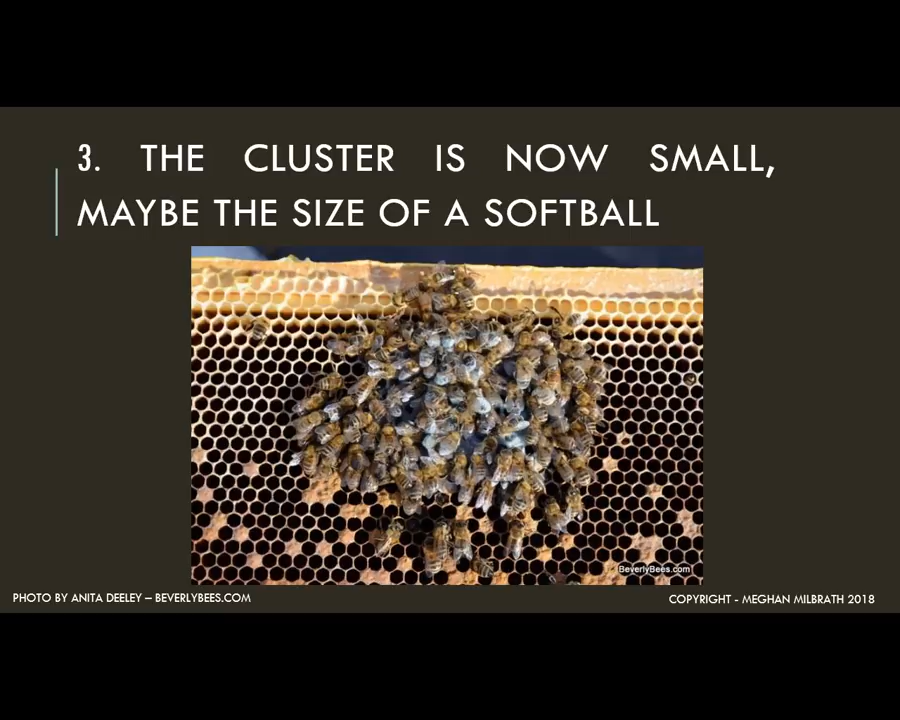 3. THE CLUSTER IS NOW SMALL,
MAYBE THE SIZE OF A SOFTBALL
BeverlyBees.com
PHOTO BY ANITA DEELEY – BEVERLYBEES.COM
COPYRIGHT - MEGHAN MILBRATH 2018